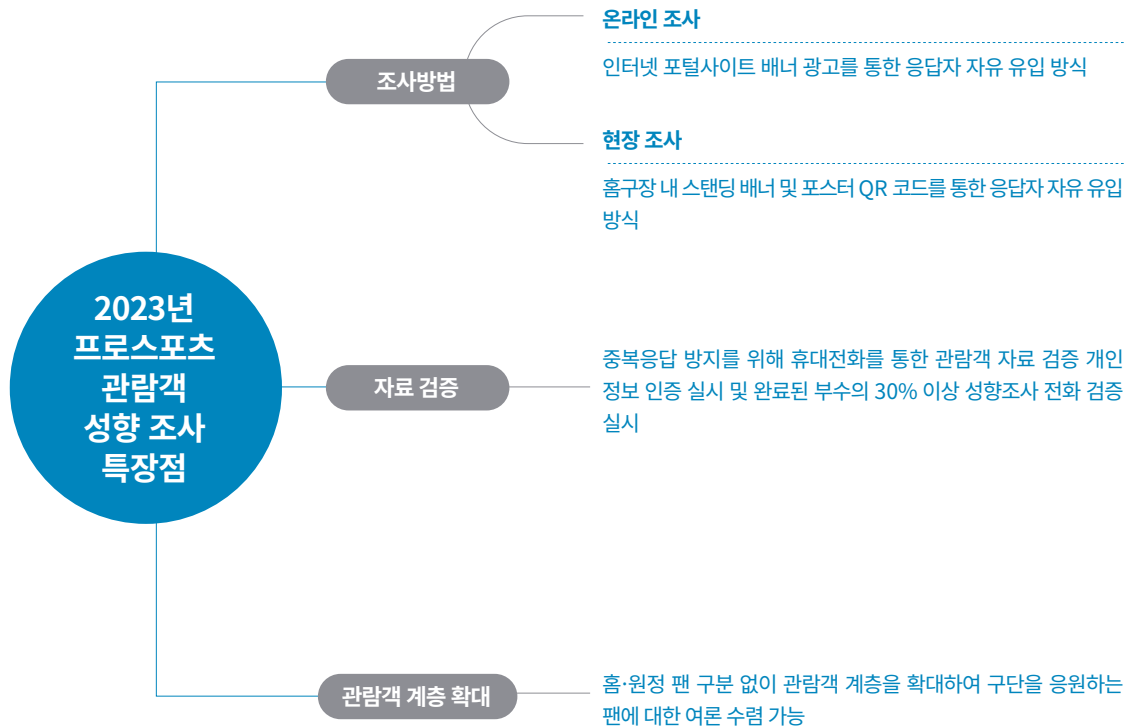 2023년
프로스포츠
관람객
성향 조사
특장점
조사방법
온라인 조사
인터넷 포털사이트 배너 광고를 통한 응답자 자유 유입 방식
현장 조사
홈구장 내 스탠딩 배너 및 포스터 QR 코드를 통한 응답자 자유 유입
방식
자료 검증
중복응답 방지를 위해 휴대전화를 통한 관람객 자료 검증 개인
정보 인증 실시 및 완료된 부수의 30% 이상 성향조사 전화 검증
실시
관람객 계층 확대
홈·원정 팬 구분 없이 관람객 계층을 확대하여 구단을 응원하는
팬에 대한 여론 수렴 가능